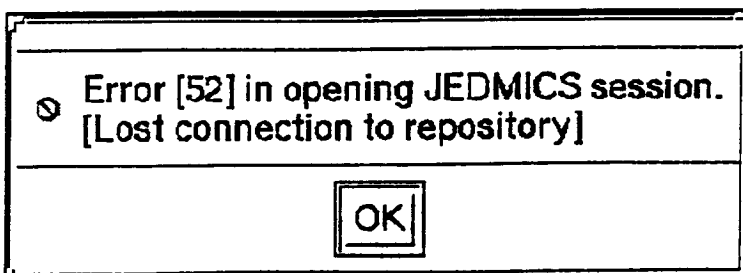 Error [52] in opening JEDMICS session.
[Lost connection to repository]
OK